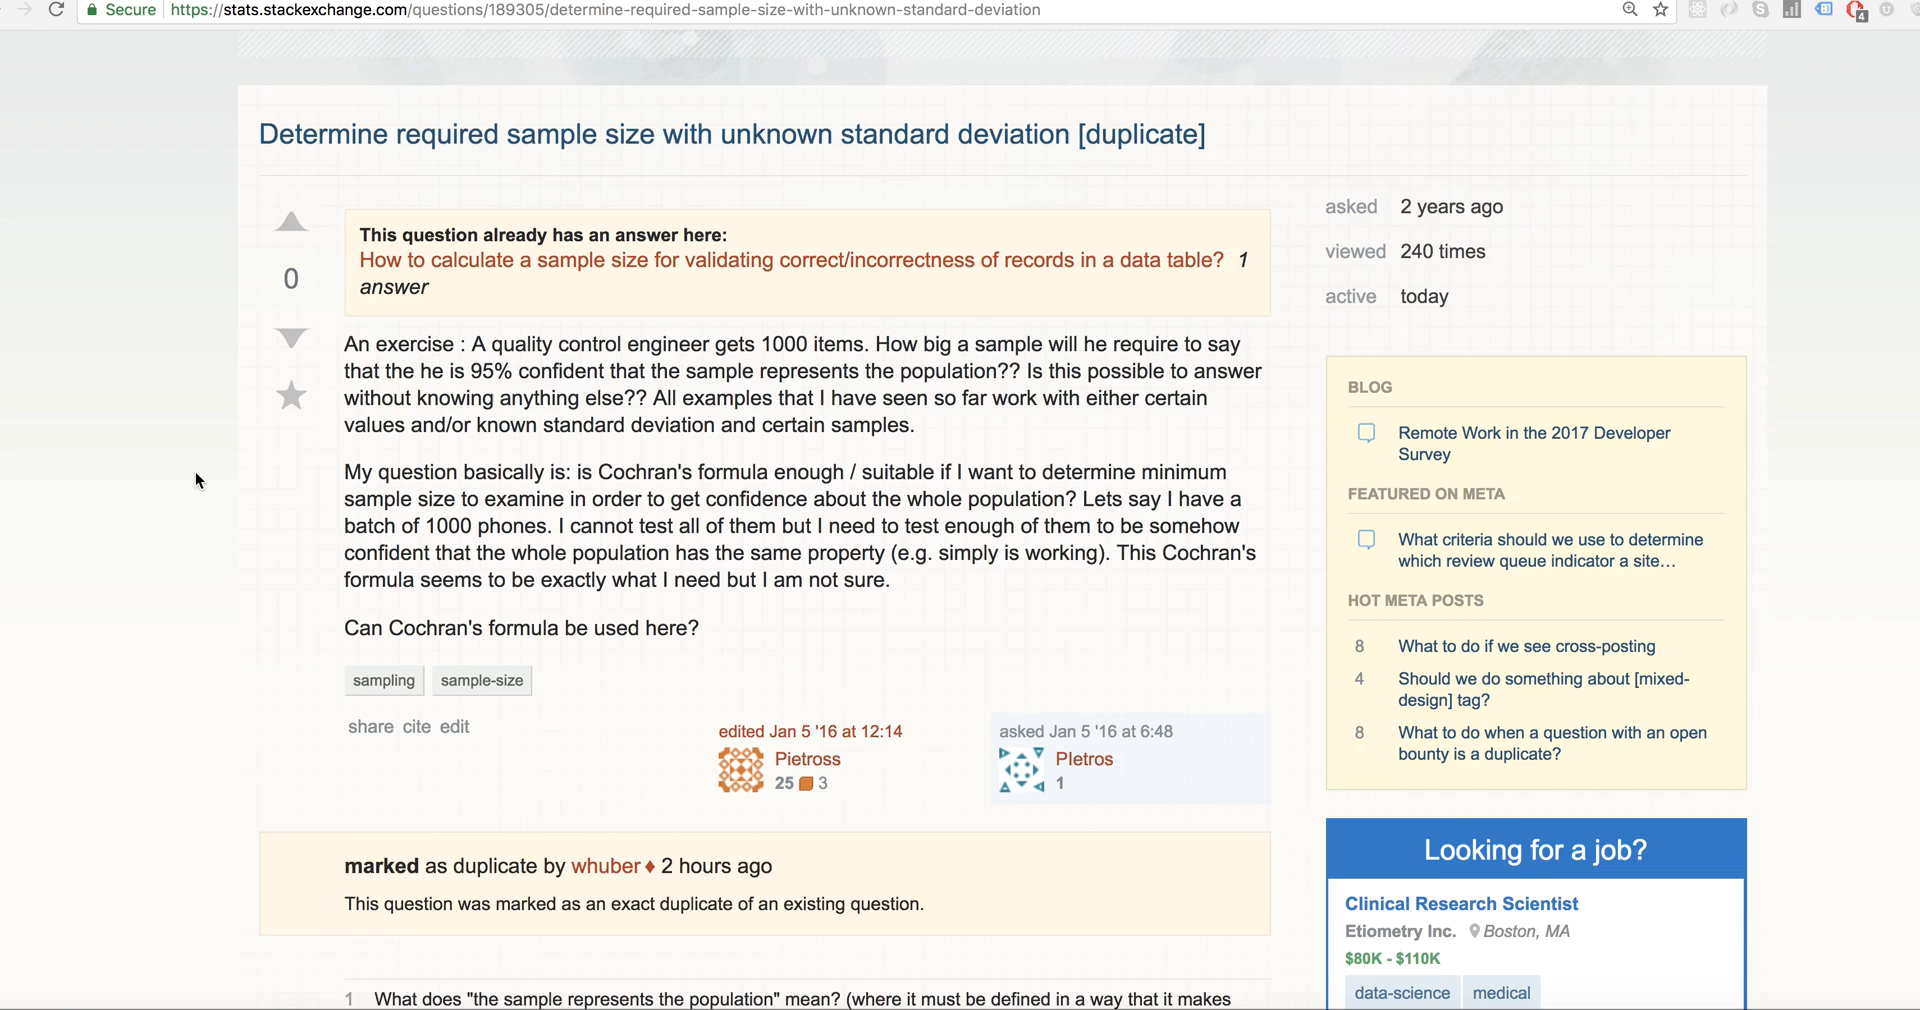 Secure https://stats.stackexchange.com/questions/189305/determine-required-sample-size-with-unknown-standard-deviation
4
Determine required sample size with unknown standard deviation [duplicate]
0
This question already has an answer here:
How to calculate a sample size for validating correct/incorrectness of records in a data table? 1
answer
An exercise : A quality control engineer gets 1000 items. How big a sample will he require to say
that the he is 95% confident that the sample represents the population?? Is this possible to answer
without knowing anything else?? All examples that I have seen so far work with either certain
values and/or known standard deviation and certain samples.
My question basically is: is Cochran's formula enough / suitable if I want to determine minimum
sample size to examine in order to get confidence about the whole population? Lets say I have a
batch of 1000 phones. I cannot test all of them but I need to test enough of them to be somehow
confident that the whole population has the same property (e.g. simply is working). This Cochran's
formula seems to be exactly what I need but I am not sure.
Can Cochran's formula be used here?
sampling sample-size
share cite edit
edited Jan 5 '16 at 12:14
Pietross
25 3
asked Jan 5 '16 at 6:48
PIetros
1
marked as duplicate by whuber♦ 2 hours ago
This question was marked as an exact duplicate of an existing question.
1 What does "the sample represents the population" mean? (where it must be defined in a way that it makes
asked 2 years ago
viewed 240 times
active today
BLOG
Remote Work in the 2017 Developer
Survey
FEATURED ON META
What criteria should we use to determine
which review queue indicator a site…
HOT META POSTS
8 What to do if we see cross-posting
4 Should we do something about [mixed-
design] tag?
8 What to do when a question with an open
bounty is a duplicate?
Looking for a job?
Clinical Research Scientist
Etiometry Inc. Boston, MA
$80K - $110K
data-science medical